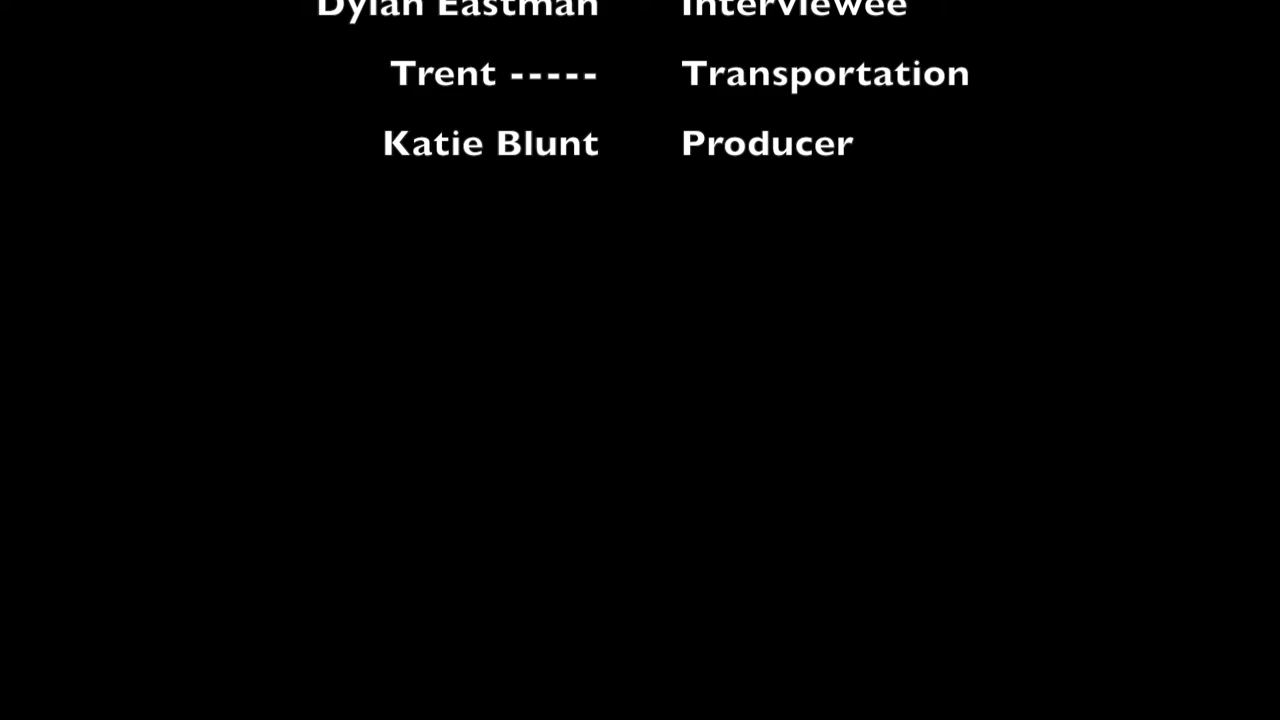 Dylan Eastman Interviewee
Trent ----- Transportation
Katie Blunt Producer